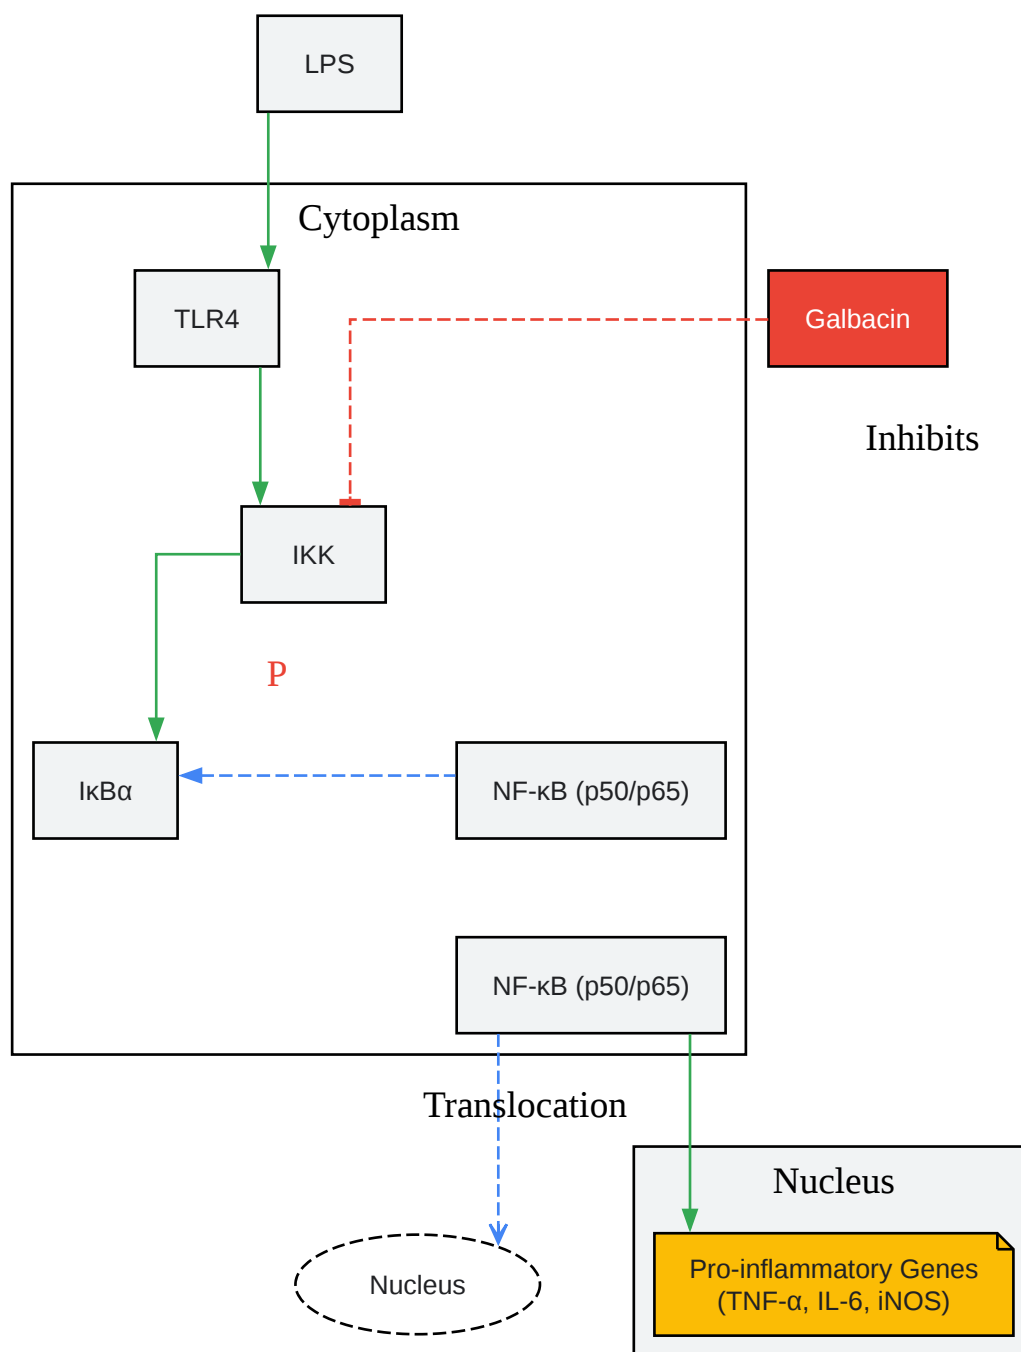 LPS
Cytoplasm
TLR4
Galbacin
Inhibits
IKK
P
IκBα
NF-κB (p50/p65)
NF-κB (p50/p65)
Translocation
Nucleus
Pro-inflammatory Genes
(TNF-α, IL-6, iNOS)
Nucleus